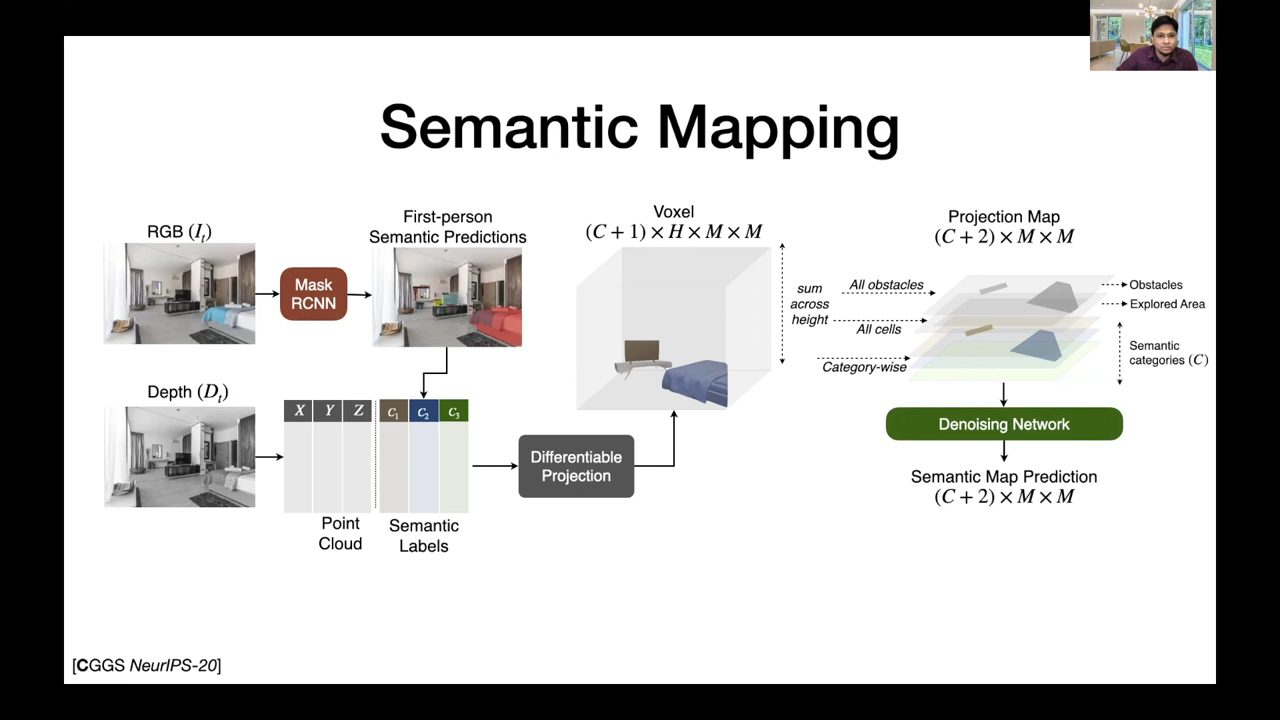 Semantic Mapping
RGB (I_t)
Mask
RCNN
First-person
Semantic Predictions
Depth (D_t)
X Y Z C_1 C_2 C_3
Point
Cloud
Semantic
Labels
Differentiable
Projection
Voxel
(C + 1) × H × M × M
sum
across
height
Projection Map
(C + 2) × M × M
All obstacles
All cells
Category-wise
Obstacles
Explored Area
Semantic
categories (C)
Denoising Network
Semantic Map Prediction
(C + 2) × M × M
[CGGS NeurIPS-20]